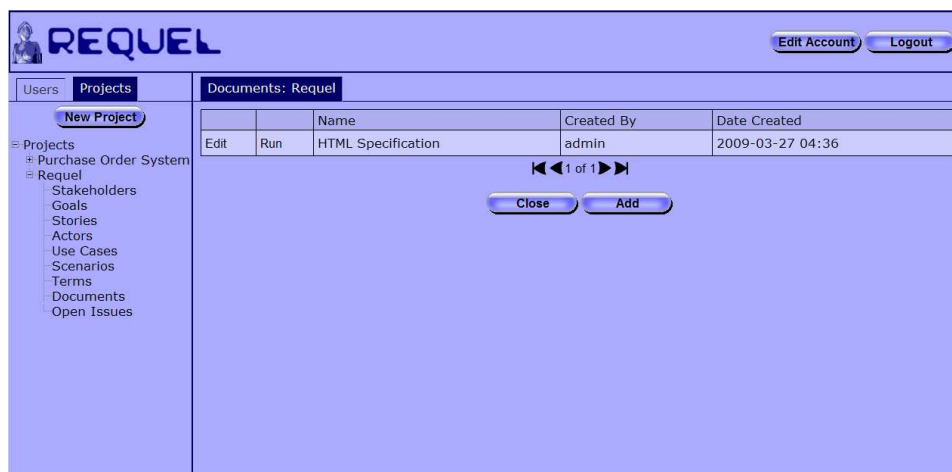 REQUEL
Edit Account Logout
Users Projects
New Project
Projects
Purchase Order System
Requel
Stakeholders
Goals
Stories
Actors
Use Cases
Scenarios
Terms
Documents
Open Issues
Documents: Requel
Name Created By Date Created
Edit Run HTML Specification admin 2009-03-27 04:36
1 of 1
Close Add